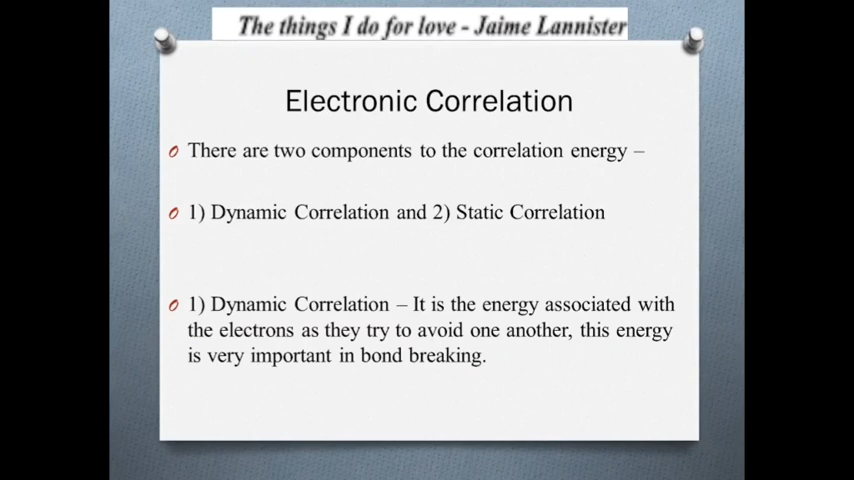 The things I do for love - Jaime Lannister
Electronic Correlation
There are two components to the correlation energy –
1) Dynamic Correlation and 2) Static Correlation
1) Dynamic Correlation – It is the energy associated with
the electrons as they try to avoid one another, this energy
is very important in bond breaking.